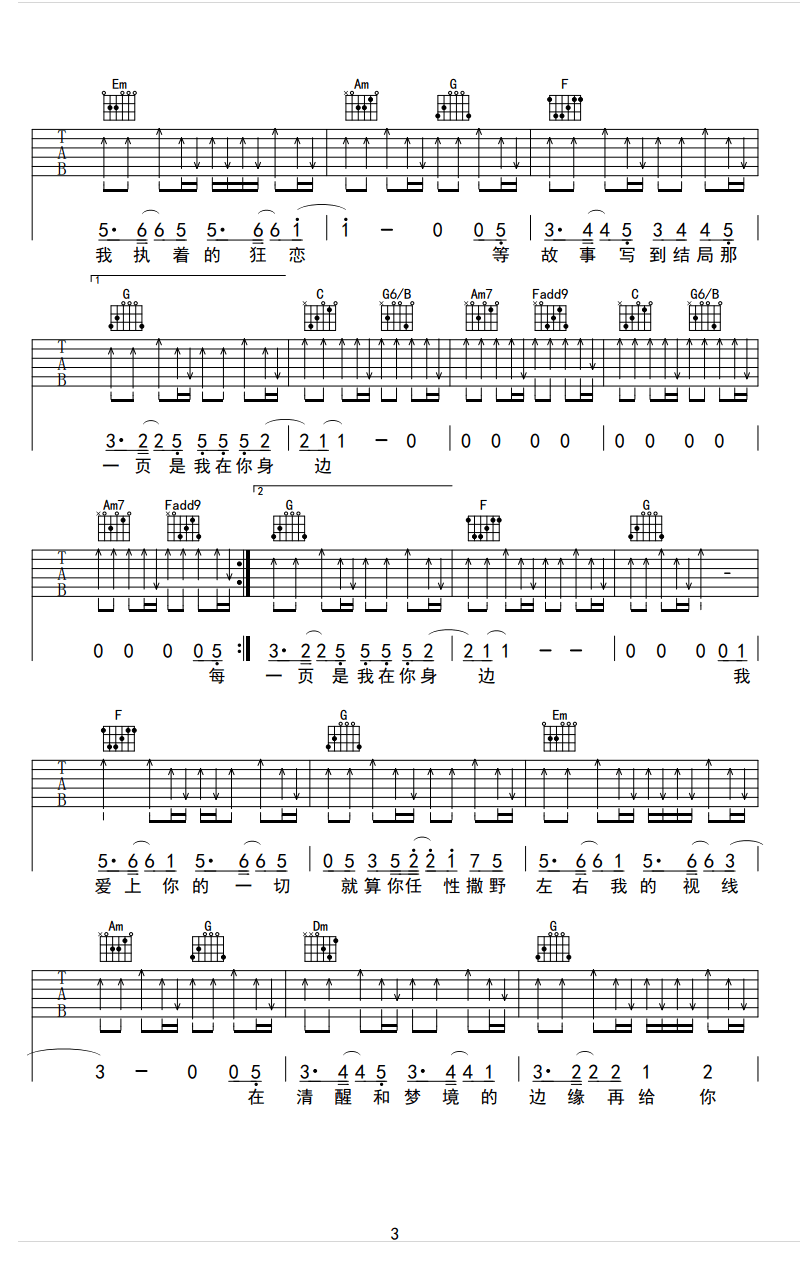 Em Am G F
T
A
B
5· 6 6 5 5· 6 6 1 1 － 0 0 5 3· 4 4 5 3 4 4 5
我 执 着 的 狂 恋 等 故 事 写 到 结 局 那
1
G C G6/B Am7 Fadd9 C G6/B
T
A
B
3· 2 2 5 5 5 5 2 2 1 1 － 0 0 0 0 0 0 0 0 0
一 页 是 我 在 你 身 边
2
Am7 Fadd9 G F G
T
A
B
0 0 0 0 5 3· 2 2 5 5 5 5 2 2 1 1 － － 0 0 0 0 1
每 一 页 是 我 在 你 身 边 我
F G Em
T
A
B
5· 6 6 1 5· 6 6 5 0 5 3 5 2 2 1 7 5 5· 6 6 1 5· 6 6 3
爱 上 你 的 一 切 就 算 你 任 性 撒 野 左 右 我 的 视 线
Am G Dm G
T
A
B
3 － 0 0 5 3· 4 4 5 3· 4 4 1 3· 2 2 2 1 2
在 清 醒 和 梦 境 的 边 缘 再 给 你
3